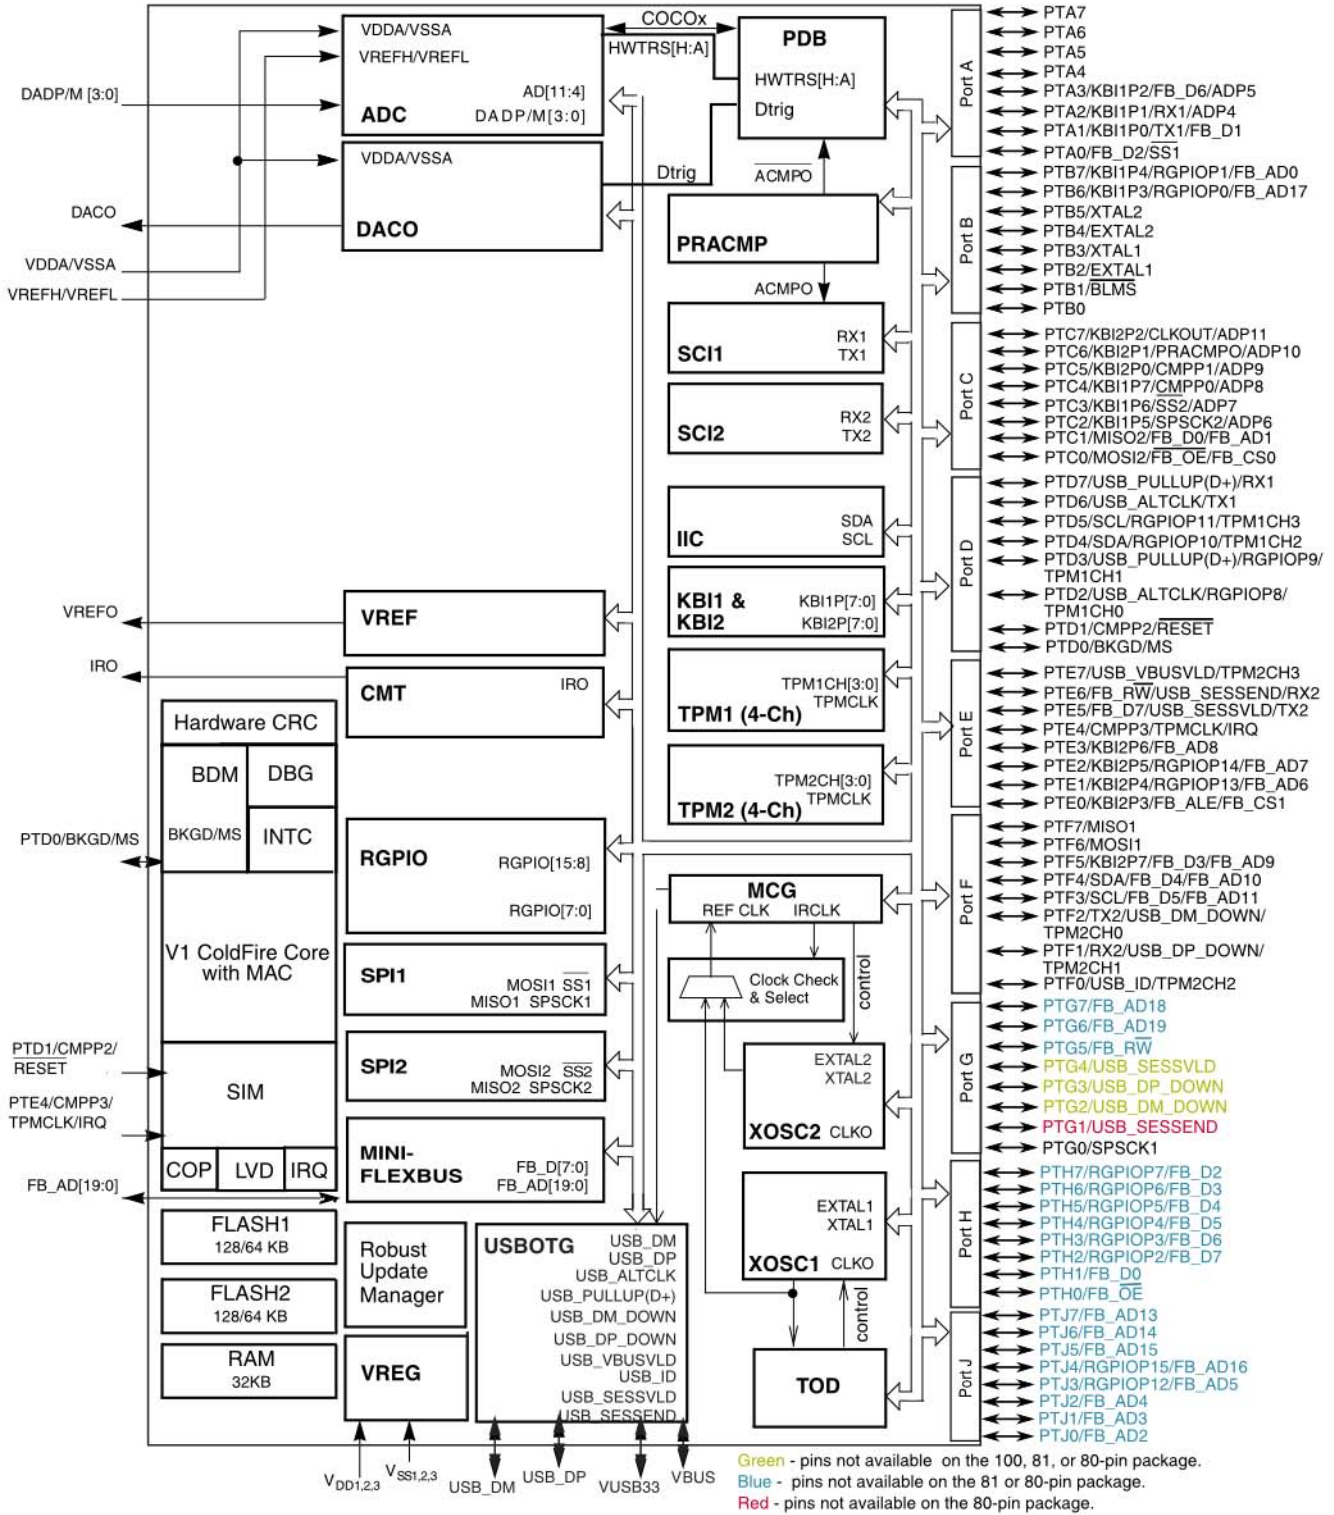 VDDA/VSSA
VREFH/VREFL
DADP/M [3:0]
AD[11:4]
DADP/M[3:0]
ADC
COCOx
HWTRS[H:A]
PDB
HWTRS[H:A]
Dtrig
VDDA/VSSA
DACO
DACO
Dtrig
ACMPO
VDDA/VSSA
VREFH/VREFL
PRACMP
ACMPO
SCI1
RX1
TX1
SCI2
RX2
TX2
IIC
SDA
SCL
KBI1 &
KBI2
KBI1P[7:0]
KBI2P[7:0]
TPM1CH[3:0]
TPMCLK
TPM1 (4-Ch)
TPM2CH[3:0]
TPMCLK
TPM2 (4-Ch)
VREFO
VREF
IRO
CMT
IRO
Hardware CRC
BDM
DBG
BKGD/MS
INTC
PTD0/BKGD/MS
V1 ColdFire Core
with MAC
PTD1/CMPP2/
RESET
SIM
PTE4/CMPP3/
TPMCLK/IRQ
COP
LVD
IRQ
FB_AD[19:0]
FLASH1
128/64 KB
FLASH2
128/64 KB
RAM
32KB
RGPIO
RGPIO[15:8]
RGPIO[7:0]
SPI1
MOSI1 SS1
MISO1 SPSCK1
SPI2
MOSI2 SS2
MISO2 SPSCK2
MINI-
FLEXBUS
FB_D[7:0]
FB_AD[19:0]
Robust
Update
Manager
VREG
VDD1,2,3
VSS1,2,3
USBOTG
USB_DM
USB_DP
USB_ALTCLK
USB_PULLUP(D+)
USB_DM_DOWN
USB_DP_DOWN
USB_VBUSVLD
USB_ID
USB_SESSVLD
USB_SESSEND
USB_DM
USB_DP
VUSB33
VBUS
MCG
REF CLK
IRCLK
Clock Check
& Select
control
EXTAL2
XTAL2
XOSC2 CLKO
EXTAL1
XTAL1
XOSC1 CLKO
control
TOD
Port A
PTA7
PTA6
PTA5
PTA4
PTA3/KBI1P2/FB_D6/ADP5
PTA2/KBI1P1/RX1/ADP4
PTA1/KBI1P0/TX1/FB_D1
PTA0/FB_D2/SS1
Port B
PTB7/KBI1P4/RGPIOP1/FB_AD0
PTB6/KBI1P3/RGPIOP0/FB_AD17
PTB5/XTAL2
PTB4/EXTAL2
PTB3/XTAL1
PTB2/EXTAL1
PTB1/BLMS
PTB0
Port C
PTC7/KBI2P2/CLKOUT/ADP11
PTC6/KBI2P1/PRACMPO/ADP10
PTC5/KBI2P0/CMPP1/ADP9
PTC4/KBI1P7/CMPP0/ADP8
PTC3/KBI1P6/SS2/ADP7
PTC2/KBI1P5/SPSCK2/ADP6
PTC1/MISO2/FB_D0/FB_AD1
PTC0/MOSI2/FB_OE/FB_CS0
Port D
PTD7/USB_PULLUP(D+)/RX1
PTD6/USB_ALTCLK/TX1
PTD5/SCL/RGPIOP11/TPM1CH3
PTD4/SDA/RGPIOP10/TPM1CH2
PTD3/USB_PULLUP(D+)/RGPIOP9/
TPM1CH1
PTD2/USB_ALTCLK/RGPIOP8/
TPM1CH0
PTD1/CMPP2/RESET
PTD0/BKGD/MS
Port E
PTE7/USB_VBUSVLD/TPM2CH3
PTE6/FB_RW/USB_SESSEND/RX2
PTE5/FB_D7/USB_SESSVLD/TX2
PTE4/CMPP3/TPMCLK/IRQ
PTE3/KBI2P6/FB_AD8
PTE2/KBI2P5/RGPIOP14/FB_AD7
PTE1/KBI2P4/RGPIOP13/FB_AD6
PTE0/KBI2P3/FB_ALE/FB_CS1
Port F
PTF7/MISO1
PTF6/MOSI1
PTF5/KBI2P7/FB_D3/FB_AD9
PTF4/SDA/FB_D4/FB_AD10
PTF3/SCL/FB_D5/FB_AD11
PTF2/TX2/USB_DM_DOWN/
TPM2CH0
PTF1/RX2/USB_DP_DOWN/
TPM2CH1
PTF0/USB_ID/TPM2CH2
Port G
PTG7/FB_AD18
PTG6/FB_AD19
PTG5/FB_RW
PTG4/USB_SESSVLD
PTG3/USB_DP_DOWN
PTG2/USB_DM_DOWN
PTG1/USB_SESSEND
PTG0/SPSCK1
Port H
PTH7/RGPIOP7/FB_D2
PTH6/RGPIOP6/FB_D3
PTH5/RGPIOP5/FB_D4
PTH4/RGPIOP4/FB_D5
PTH3/RGPIOP3/FB_D6
PTH2/RGPIOP2/FB_D7
PTH1/FB_D0
PTH0/FB_OE
Port J
PTJ7/FB_AD13
PTJ6/FB_AD14
PTJ5/FB_AD15
PTJ4/RGPIOP15/FB_AD16
PTJ3/RGPIOP12/FB_AD5
PTJ2/FB_AD4
PTJ1/FB_AD3
PTJ0/FB_AD2
Green - pins not available on the 100, 81, or 80-pin package.
Blue - pins not available on the 81 or 80-pin package.
Red - pins not available on the 80-pin package.